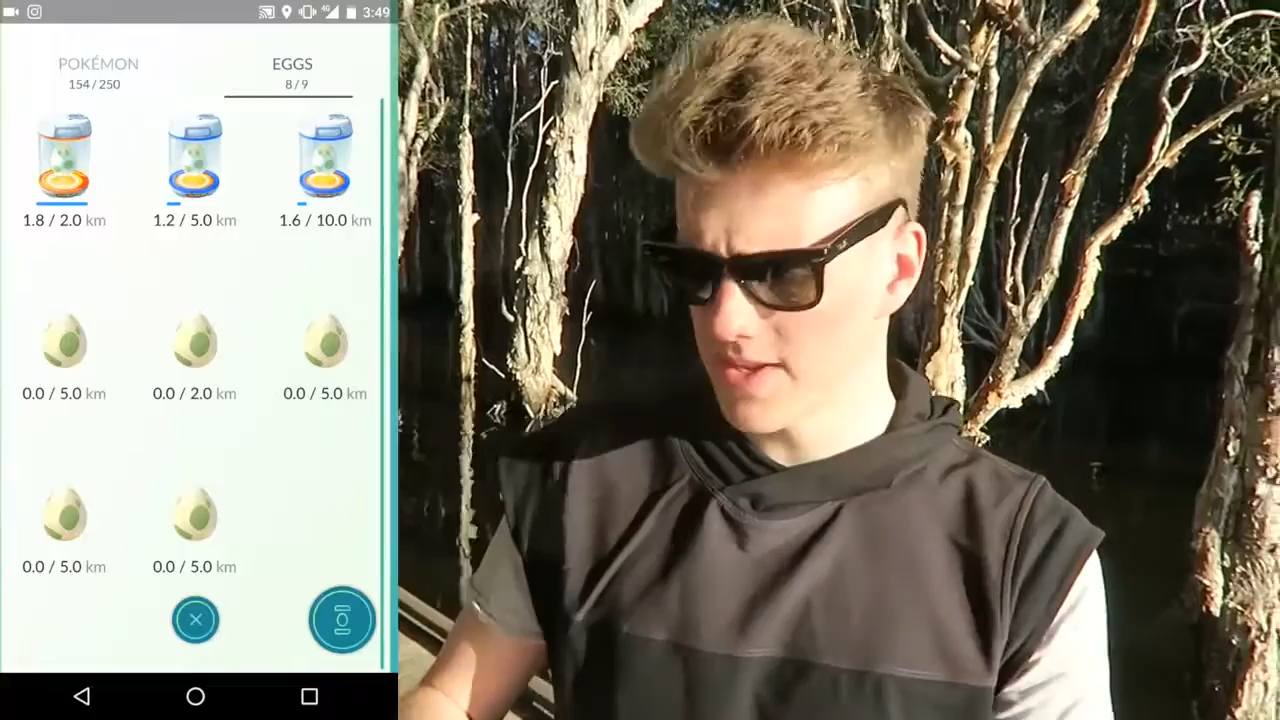 4G 3:49
POKÉMON EGGS
154/250 8/9
1.8 / 2.0 km 1.2 / 5.0 km 1.6 / 10.0 km
0.0 / 5.0 km 0.0 / 2.0 km 0.0 / 5.0 km
0.0 / 5.0 km 0.0 / 5.0 km